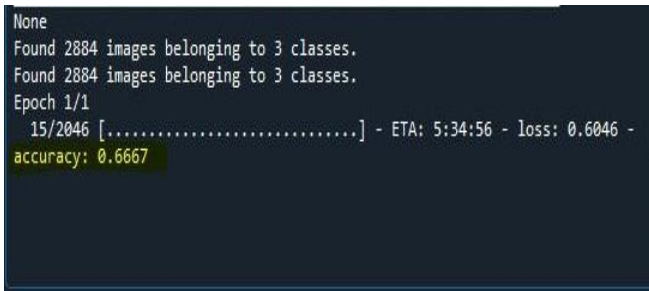 None
Found 2884 images belonging to 3 classes.
Found 2884 images belonging to 3 classes.
Epoch 1/1
15/2046 [..............................] - ETA: 5:34:56 - loss: 0.6046 -
accuracy: 0.6667